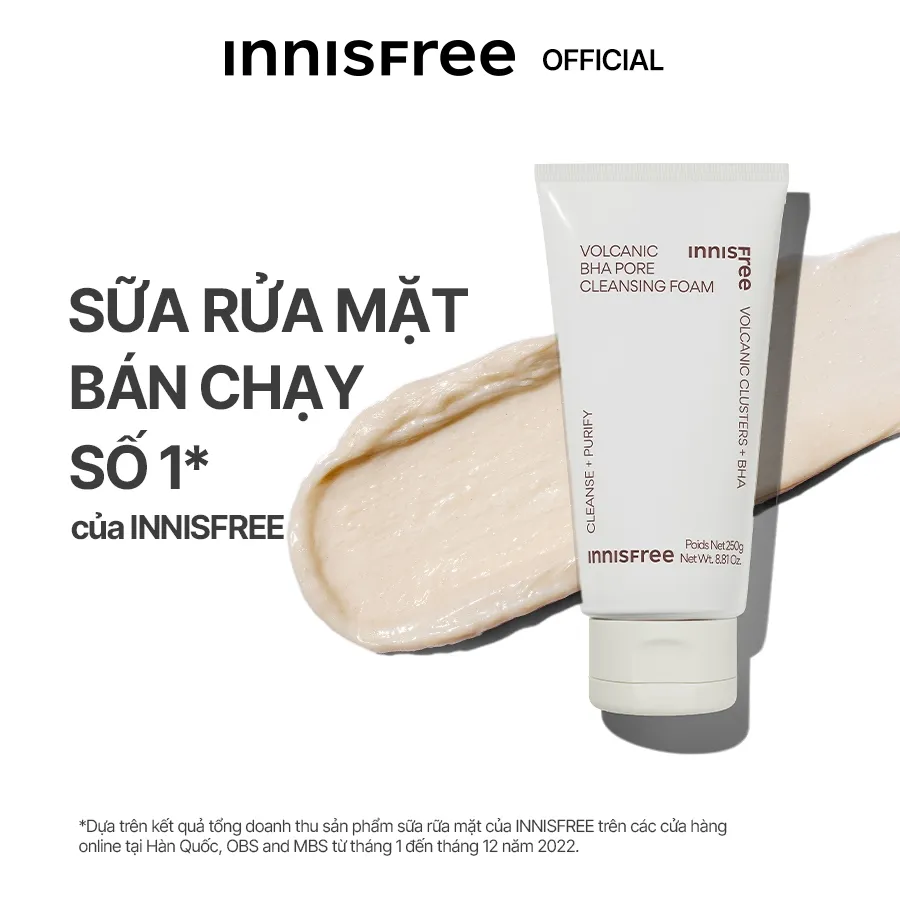 INNISFree OFFICIAL
SỮA RỬA MẶT
BÁN CHẠY
SỐ 1*
của INNISFREE
VOLCANIC
BHA PORE
CLEANSING FOAM
INNISFree
VOLCANIC CLUSTERS + BHA
CLEANSE + PURIFY
INNISFree
Poids Net 250g
Net Wt. 8.81 Oz.
*Dựa trên kết quả tổng doanh thu sản phẩm sữa rữa mặt của INNISFREE trên các cửa hàng
online tại Hàn Quốc, OBS and MBS từ tháng 1 đến tháng 12 năm 2022.